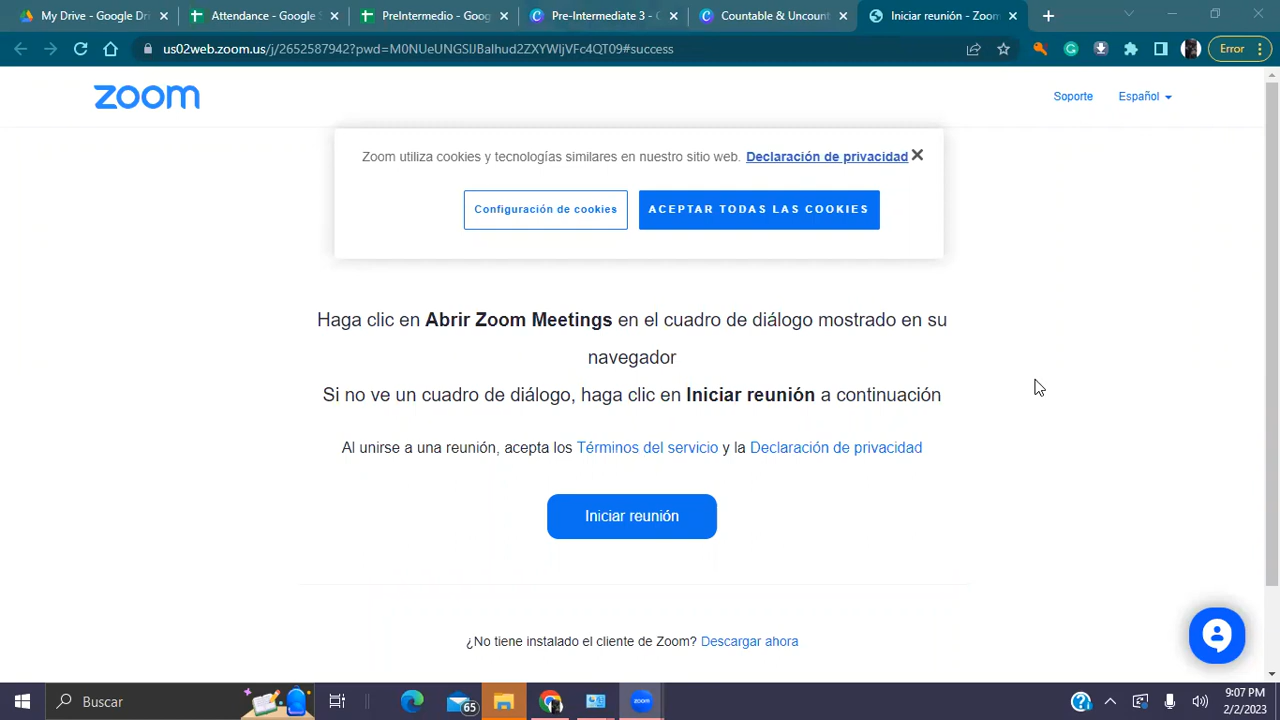 My Drive - Google Dri
Attendance - Google S
PreIntermedio - Goog
Pre-Intermediate 3 - C
Countable & Uncount
Iniciar reunión - Zoom
us02web.zoom.us/j/2652587942?pwd=M0NUeUNGSlJBalhud2ZXYWljVFc4QT09#success
Error
zoom
Soporte
Español
Zoom utiliza cookies y tecnologías similares en nuestro sitio web. Declaración de privacidad
Configuración de cookies
ACEPTAR TODAS LAS COOKIES
Haga clic en Abrir Zoom Meetings en el cuadro de diálogo mostrado en su
navegador
Si no ve un cuadro de diálogo, haga clic en Iniciar reunión a continuación
Al unirse a una reunión, acepta los Términos del servicio y la Declaración de privacidad
Iniciar reunión
¿No tiene instalado el cliente de Zoom? Descargar ahora
Buscar
65
zoom
9:07 PM
2/2/2023